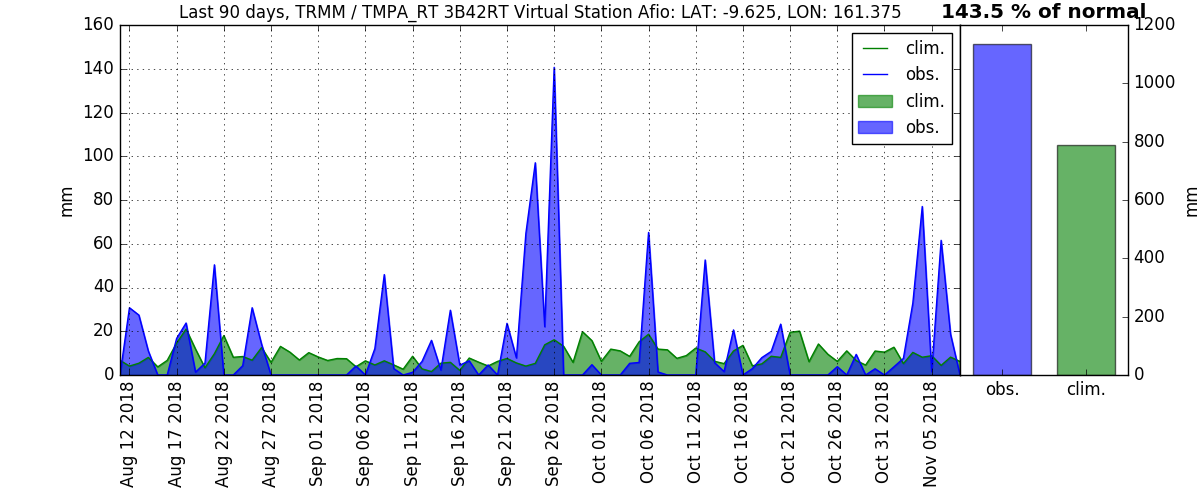 Last 90 days, TRMM / TMPA_RT 3B42RT Virtual Station Afio: LAT: -9.625, LON: 161.375
143.5 % of normal
160
140
120
100
80
60
40
20
0
mm
clim.
obs.
clim.
obs.
Aug 12 2018
Aug 17 2018
Aug 22 2018
Aug 27 2018
Sep 01 2018
Sep 06 2018
Sep 11 2018
Sep 16 2018
Sep 21 2018
Sep 26 2018
Oct 01 2018
Oct 06 2018
Oct 11 2018
Oct 16 2018
Oct 21 2018
Oct 26 2018
Oct 31 2018
Nov 05 2018
1200
1000
800
600
400
200
0
mm
obs.
clim.